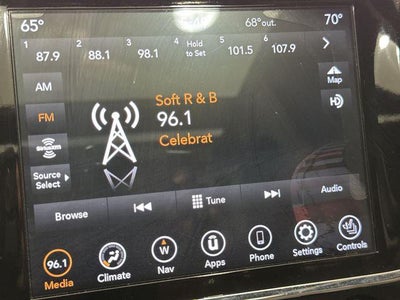 65° 68°out. 70°
1 87.9 2 88.1 3 98.1 4 Hold to Set 5 101.5 6 107.9
AM
Map
FM
HD
Soft R & B
96.1
Celebrat
SiriusXM
Source
Select
Browse Tune Audio
96.1 W U
Media Climate Nav Apps Phone Settings Controls